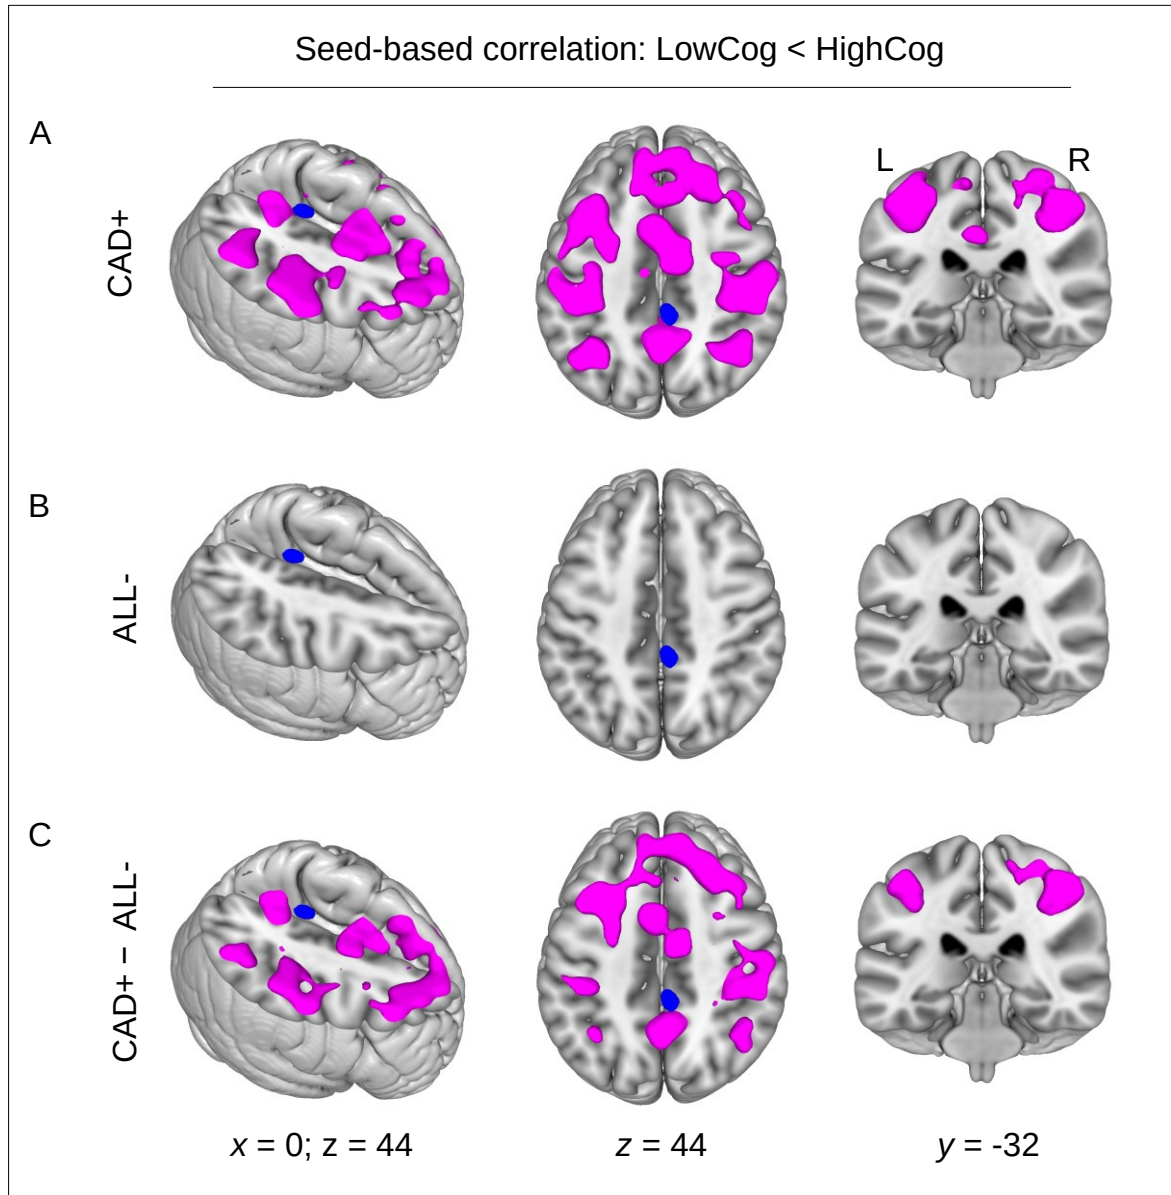 Seed-based correlation: LowCog < HighCog
A
L
R
CAD+
B
ALL-
C
CAD+ − ALL-
x = 0; z = 44
z = 44
y = -32